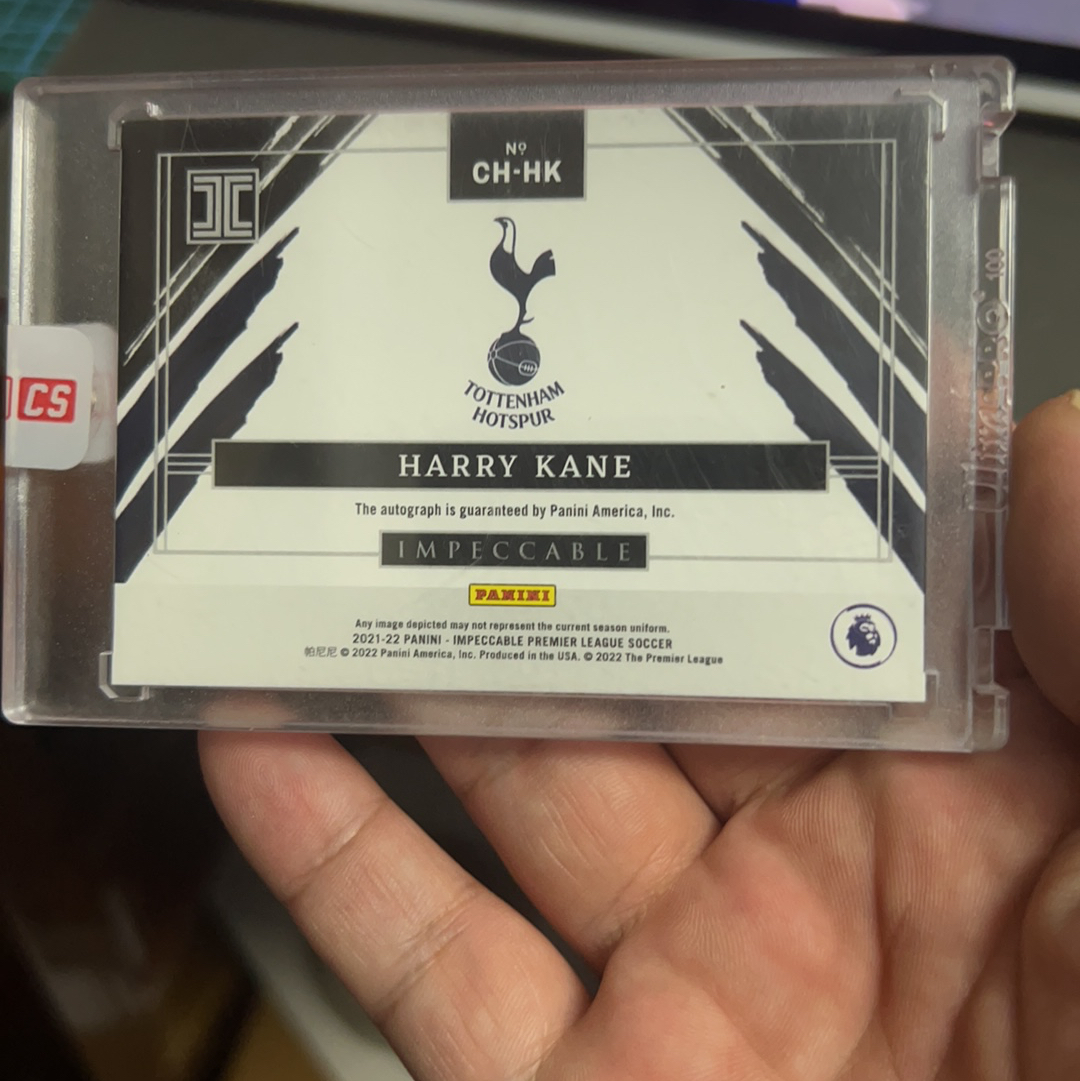 Nº
CH-HK
TOTTENHAM
HOTSPUR
CS
HARRY KANE
The autograph is guaranteed by Panini America, Inc.
IMPECCABLE
PANINI
Any image depicted may not represent the current season uniform.
2021-22 PANINI - IMPECCABLE PREMIER LEAGUE SOCCER
帕尼尼 © 2022 Panini America, Inc. Produced in the USA. © 2022 The Premier League
100